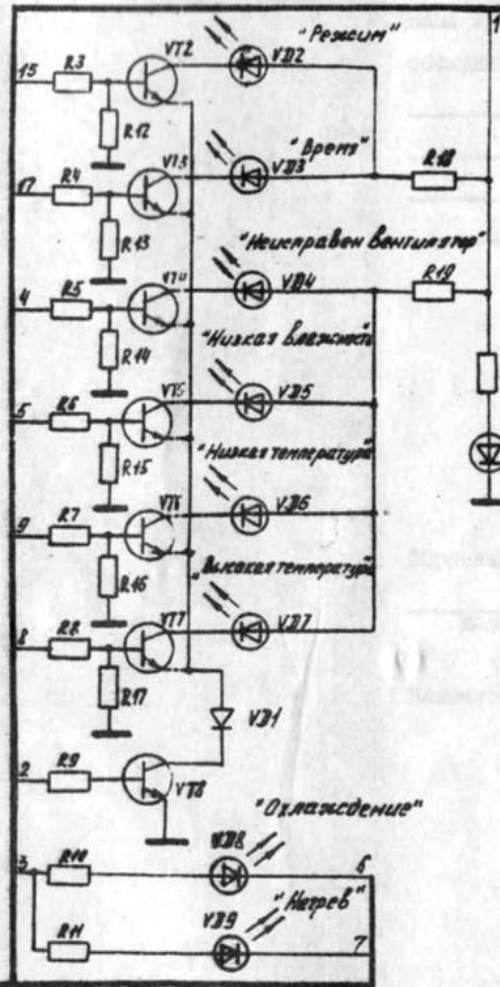 1
"Режим"
15 R3 VT2 VD2
R12
"Время"
17 R4 VT3 VD3 R18
R13
"Неисправен вентилятор"
4 R5 VT4 VD4 R19
R14
"Низкая влажность"
5 R6 VT5 VD5
R15
"Низкая температура"
9 R7 VT6 VD6
R16
"Высокая температура"
8 R8 VT7 VD7
R17
VD1
2 R9 VT8
"Охлаждение"
3 R10 VD8 6
"Нагрев"
R11 VD9 7